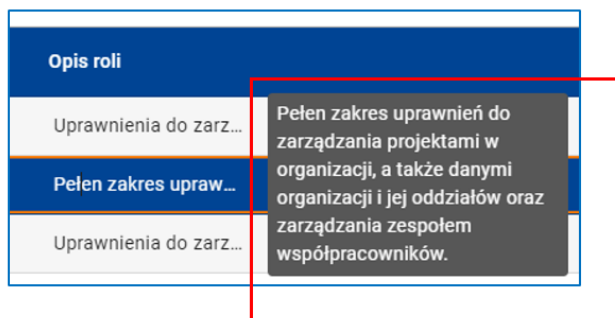 Opis roli
Uprawnienia do zarz...
Pełen zakres upraw...
Uprawnienia do zarz...
Pełen zakres uprawnień do
zarządzania projektami w
organizacji, a także danymi
organizacji i jej oddziałów oraz
zarządzania zespołem
współpracowników.